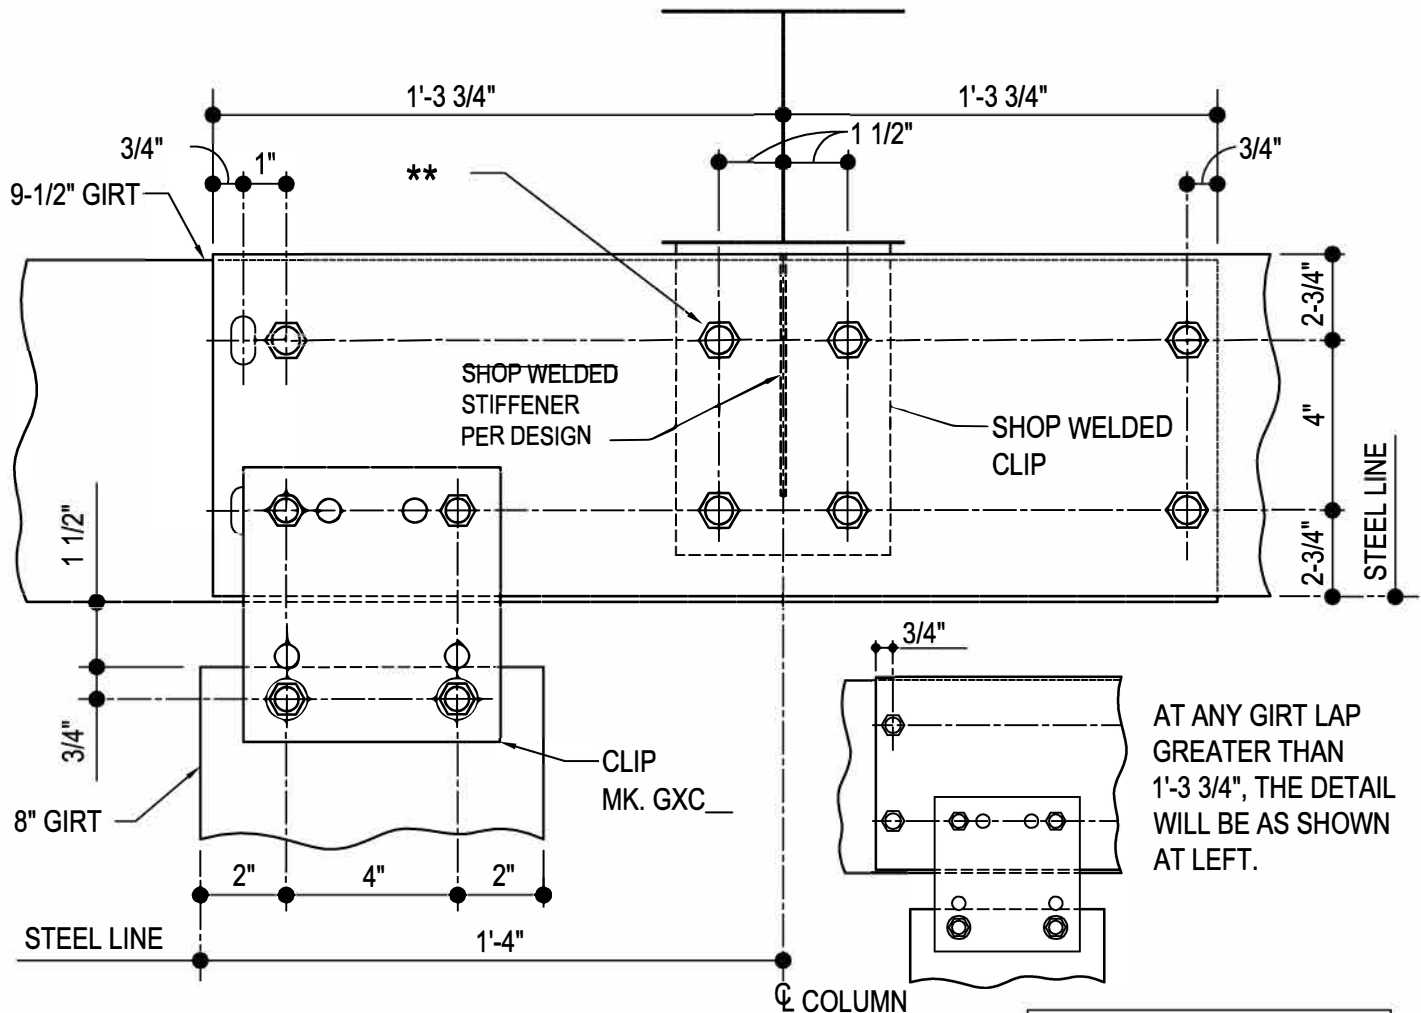 1'-3 3/4"
1'-3 3/4"
1 1/2"
3/4"
1"
**
3/4"
9-1/2" GIRT
2-3/4"
SHOP WELDED
STIFFENER
PER DESIGN
SHOP WELDED
CLIP
4"
STEEL LINE
1 1/2"
2-3/4"
3/4"
3/4"
AT ANY GIRT LAP
GREATER THAN
1'-3 3/4", THE DETAIL
WILL BE AS SHOWN
AT LEFT.
CLIP
MK. GXC__
8" GIRT
2"
4"
2"
STEEL LINE
1'-4"
℄ COLUMN